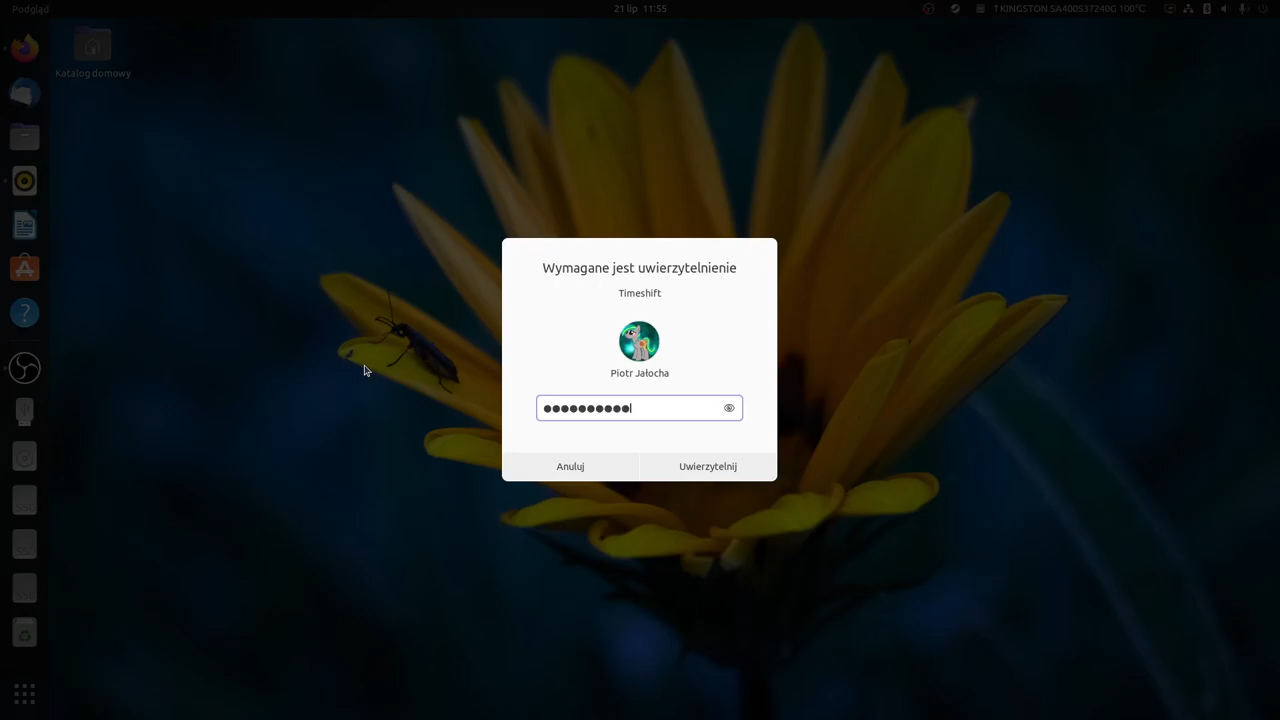 Podgląd
21 lip 11:55
↑KINGSTON SA400S37240G 100°C
Katalog domowy
Wymagane jest uwierzytelnienie
Timeshift
Piotr Jałocha
●●●●●●●●●●
Anuluj
Uwierzytelnij